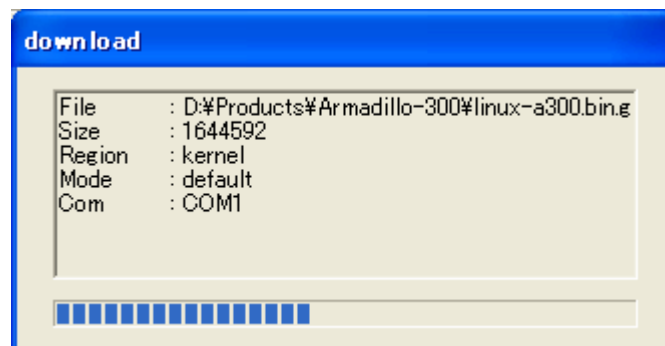 download
File : D:¥Products¥Armadillo-300¥linux-a300.bin.g
Size : 1644592
Region : kernel
Mode : default
Com : COM1